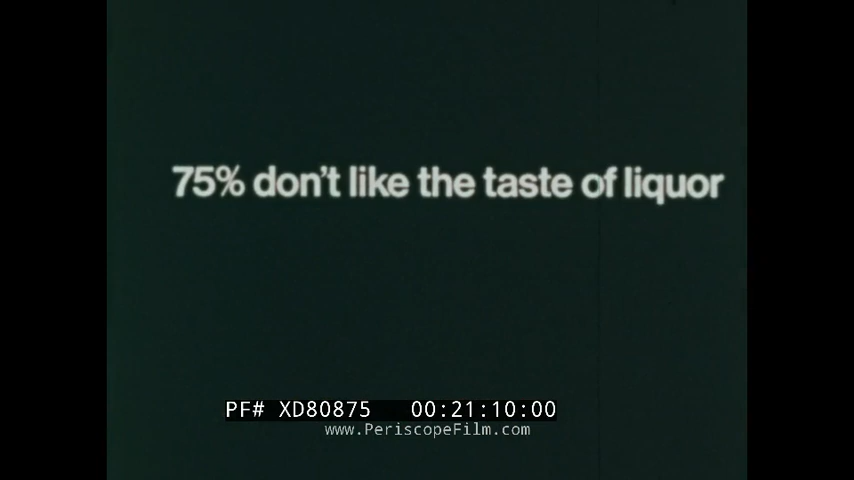 75% don't like the taste of liquor
PF# XD80875 00:21:10:00
www.PeriscopeFilm.com